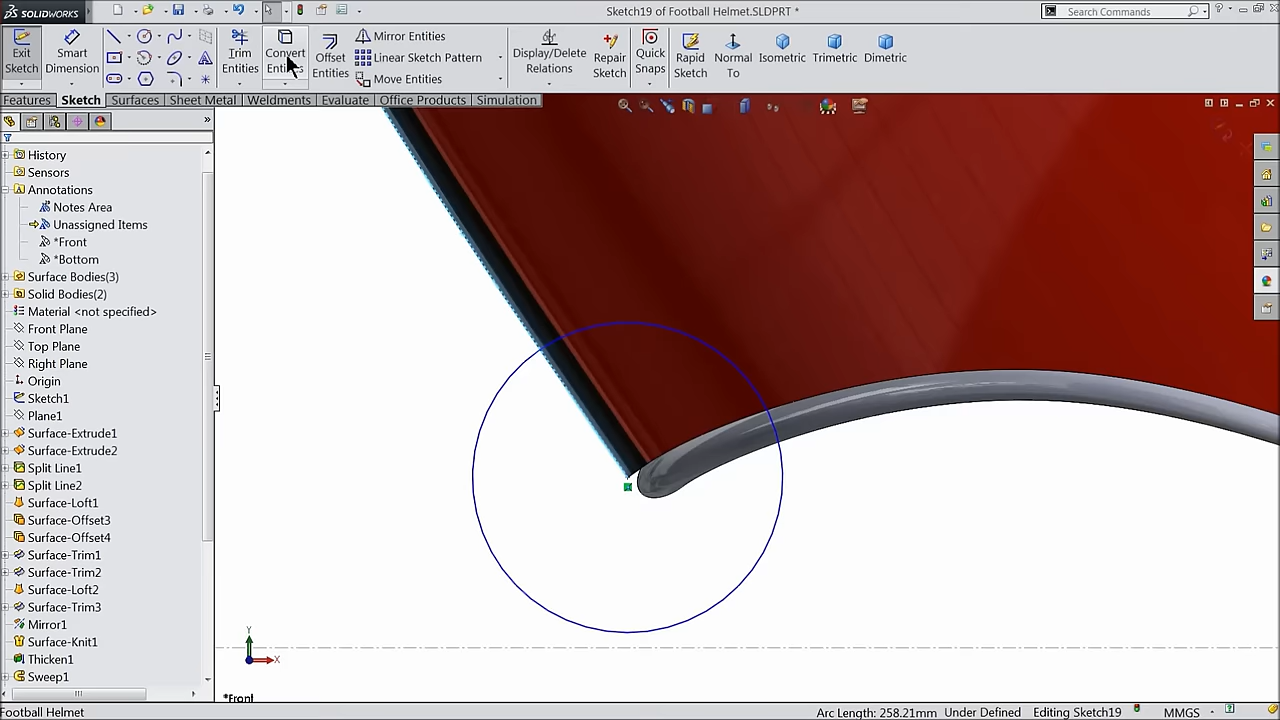 SOLIDWORKS
Sketch19 of Football Helmet.SLDPRT *
Search Commands
Exit Sketch
Smart Dimension
Trim Entities
Convert Entities
Offset Entities
Mirror Entities
Linear Sketch Pattern
Move Entities
Display/Delete Relations
Repair Sketch
Quick Snaps
Rapid Sketch
Normal To
Isometric
Trimetric
Dimetric
Features
Sketch
Surfaces
Sheet Metal
Weldments
Evaluate
Office Products
Simulation
History
Sensors
Annotations
Notes Area
Unassigned Items
*Front
*Bottom
Surface Bodies(3)
Solid Bodies(2)
Material <not specified>
Front Plane
Top Plane
Right Plane
Origin
Sketch1
Plane1
Surface-Extrude1
Surface-Extrude2
Split Line1
Split Line2
Surface-Loft1
Surface-Offset3
Surface-Offset4
Surface-Trim1
Surface-Trim2
Surface-Loft2
Surface-Trim3
Mirror1
Surface-Knit1
Thicken1
Sweep1
Y
X
*Front
Football Helmet
Arc Length: 258.21mm
Under Defined
Editing Sketch19
MMGS